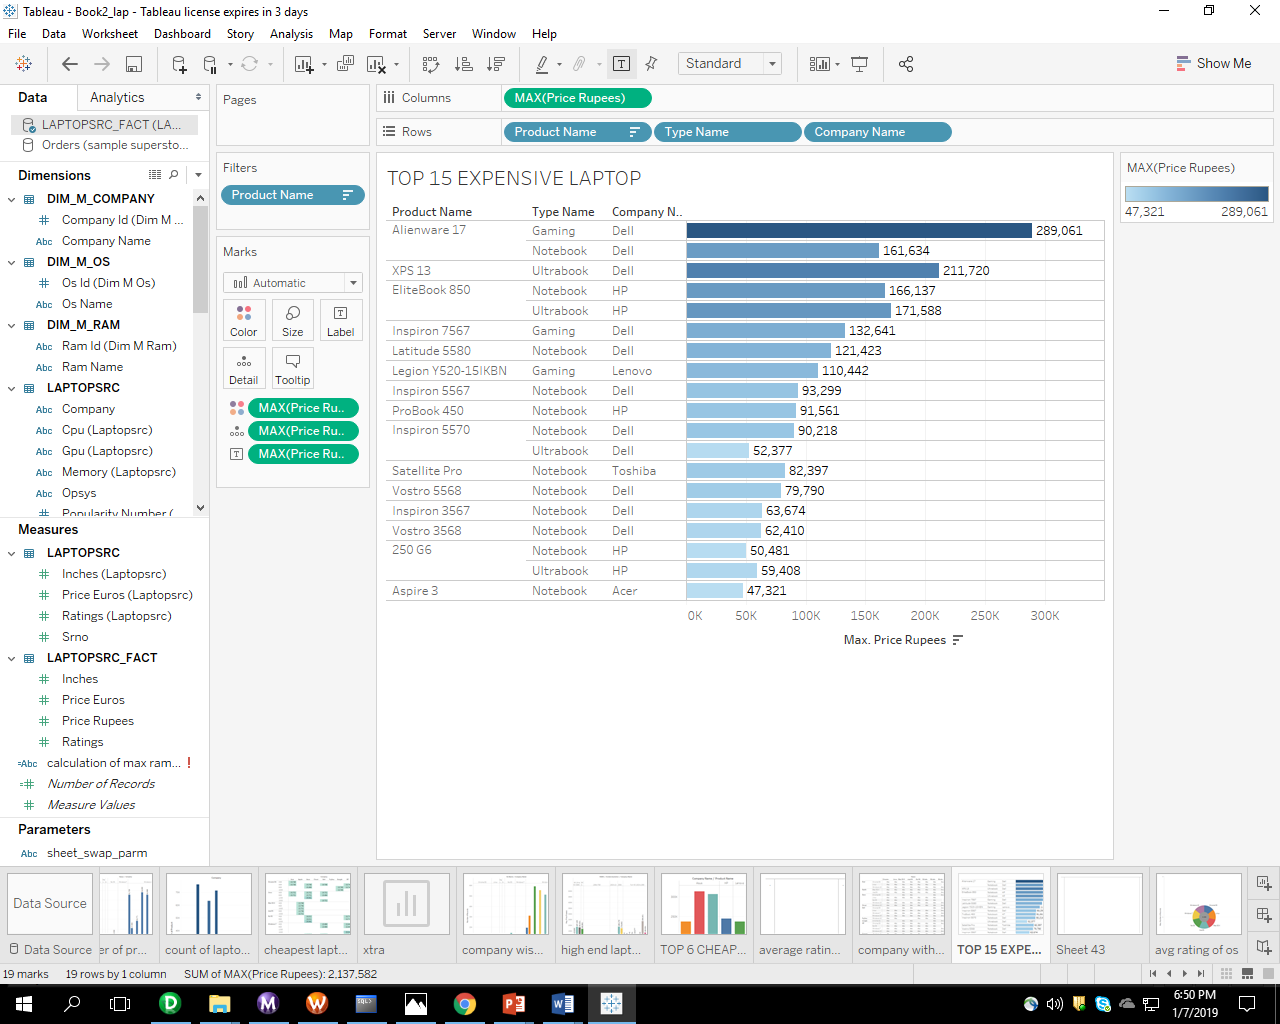 Tableau - Book2_lap - Tableau license expires in 3 days
File Data Worksheet Dashboard Story Analysis Map Format Server Window Help
Standard
Show Me
Data Analytics
LAPTOPSRC_FACT (LA...
Orders (sample supersto...
Dimensions
DIM_M_COMPANY
Company Id (Dim M ...
Abc Company Name
DIM_M_OS
Os Id (Dim M Os)
Abc Os Name
DIM_M_RAM
Abc Ram Id (Dim M Ram)
Abc Ram Name
LAPTOPSRC
Abc Company
Abc Cpu (Laptopsrc)
Abc Gpu (Laptopsrc)
Abc Memory (Laptopsrc)
Abc Opsys
Popularity Number (
Measures
LAPTOPSRC
Inches (Laptopsrc)
Price Euros (Laptopsrc)
Ratings (Laptopsrc)
Srno
LAPTOPSRC_FACT
Inches
Price Euros
Price Rupees
Ratings
=Abc calculation of max ram... !
Number of Records
Measure Values
Parameters
Abc sheet_swap_parm
Pages
Filters
Product Name
Marks
Automatic
Color Size Label
Detail Tooltip
MAX(Price Ru..
MAX(Price Ru..
MAX(Price Ru..
Columns MAX(Price Rupees)
Rows Product Name Type Name Company Name
TOP 15 EXPENSIVE LAPTOP
Product Name Type Name Company N..
Alienware 17 Gaming Dell 289,061
Notebook Dell 161,634
XPS 13 Ultrabook Dell 211,720
EliteBook 850 Notebook HP 166,137
Ultrabook HP 171,588
Inspiron 7567 Gaming Dell 132,641
Latitude 5580 Notebook Dell 121,423
Legion Y520-15IKBN Gaming Lenovo 110,442
Inspiron 5567 Notebook Dell 93,299
ProBook 450 Notebook HP 91,561
Inspiron 5570 Notebook Dell 90,218
Ultrabook Dell 52,377
Satellite Pro Notebook Toshiba 82,397
Vostro 5568 Notebook Dell 79,790
Inspiron 3567 Notebook Dell 63,674
Vostro 3568 Notebook Dell 62,410
250 G6 Notebook HP 50,481
Ultrabook HP 59,408
Aspire 3 Notebook Acer 47,321
0K 50K 100K 150K 200K 250K 300K
Max. Price Rupees
MAX(Price Rupees)
47,321 289,061
Data Source
Data Source er of pr... count of lapto... cheapest lapt... xtra company wis... high end lapt... TOP 6 CHEAP... average ratin... company with... TOP 15 EXPE... Sheet 43 avg rating of os
19 marks 19 rows by 1 column SUM of MAX(Price Rupees): 2,137,582
6:50 PM
1/7/2019